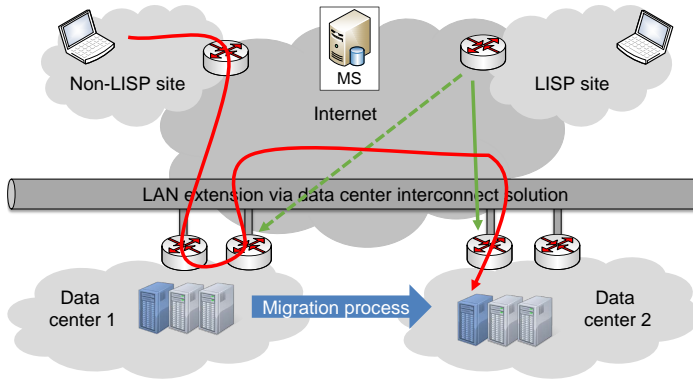 MS
Non-LISP site
LISP site
Internet
LAN extension via data center interconnect solution
Data
center 1
Migration process
Data
center 2